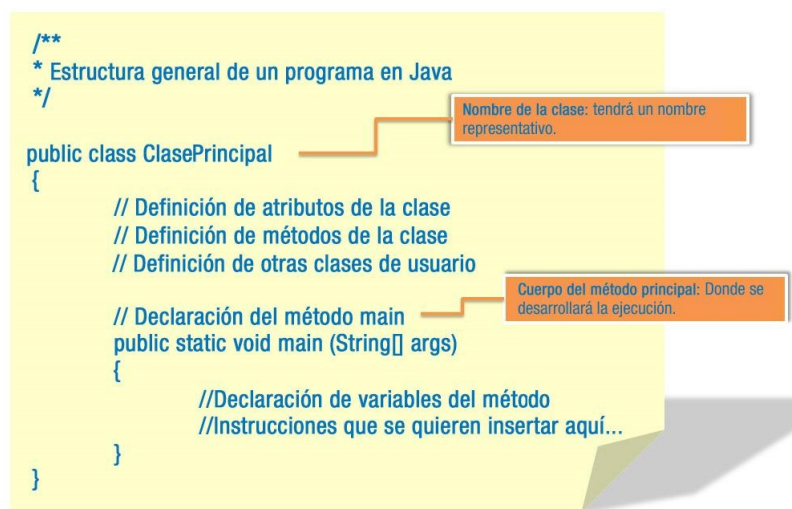 /**
* Estructura general de un programa en Java
*/
Nombre de la clase: tendrá un nombre
representativo.
public class ClasePrincipal
{
// Definición de atributos de la clase
// Definición de métodos de la clase
// Definición de otras clases de usuario
Cuerpo del método principal: Donde se
desarrollará la ejecución.
// Declaración del método main
public static void main (String[] args)
{
//Declaración de variables del método
//Instrucciones que se quieren insertar aquí...
}
}